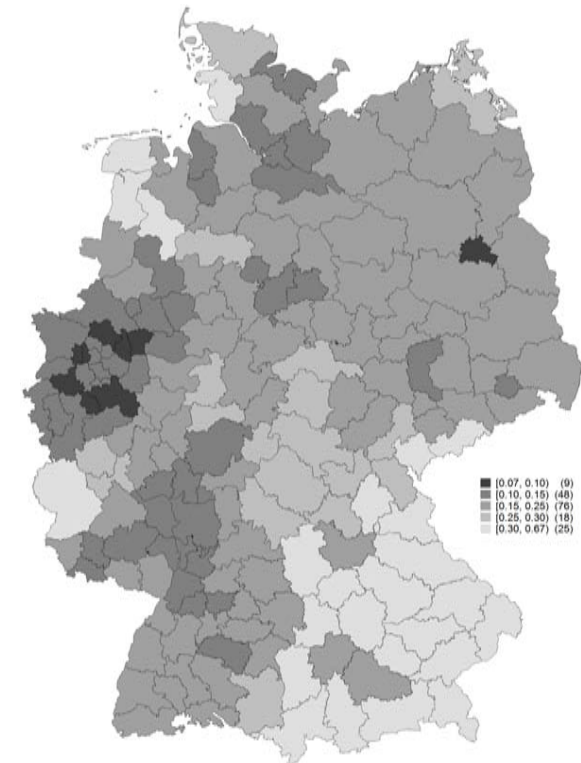 [0.07, 0.10) (9)
[0.10, 0.15) (48)
[0.15, 0.25) (76)
[0.25, 0.30) (18)
[0.30, 0.67) (25)